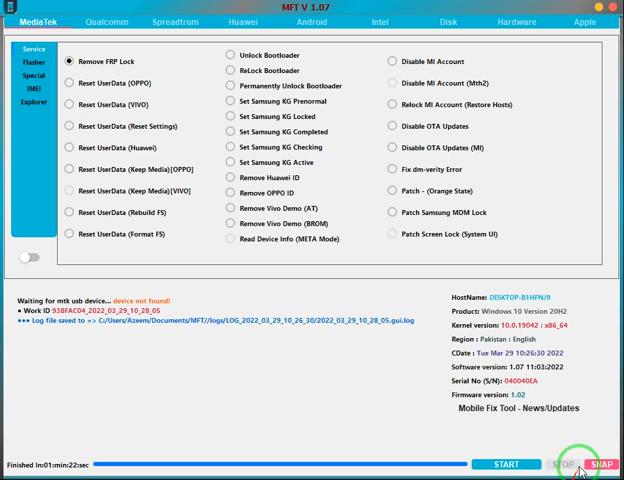 MFT V 1.07
MediaTek Qualcomm Spreadtrum Huawei Android Intel Disk Hardware Apple
Service
Flasher
Special
IMEI
Explorer
Remove FRP Lock
Reset UserData {OPPO}
Reset UserData (VIVO)
Reset UserData (Reset Settings)
Reset UserData (Huawei)
Reset UserData (Keep Media)[OPPO]
Reset UserData (Keep Media)[VIVO]
Reset UserData (Rebuild FS)
Reset UserData (Format FS)
Unlock Bootloader
ReLock Bootloader
Permanently Unlock Bootloader
Set Samsung KG Prenormal
Set Samsung KG Locked
Set Samsung KG Completed
Set Samsung KG Checking
Set Samsung KG Active
Remove Huawei ID
Remove OPPO ID
Remove Vivo Demo (AT)
Remove Vivo Demo (BROM)
Read Device Info (META Mode)
Disable MI Account
Disable MI Account (Mth2)
Relock MI Account (Restore Hosts)
Disable OTA Updates
Disable OTA Updates (MI)
Fix dm-verity Error
Patch - (Orange State)
Patch Samsung MDM Lock
Patch Screen Lock (System UI)
Waiting for mtk usb device... device not found!
• Work ID 938FAC04_2022_03_29_10_28_05
••• Log file saved to => C:/Users/Azeem/Documents/MFT//logs/LOG_2022_03_29_10_26_30/2022_03_29_10_28_05.gui.log
HostName: DESKTOP-B1HFNJ9
Product: Windows 10 Version 20H2
Kernel version: 10.0.19042 : x86_64
Region : Pakistan : English
CDate : Tue Mar 29 10:26:30 2022
Software version: 1.07 11:03:2022
Serial No (S/N): 040040EA
Firmware version: 1.02
Mobile Fix Tool - News/Updates
Finished In:01:min:22:sec START STOP SNAP